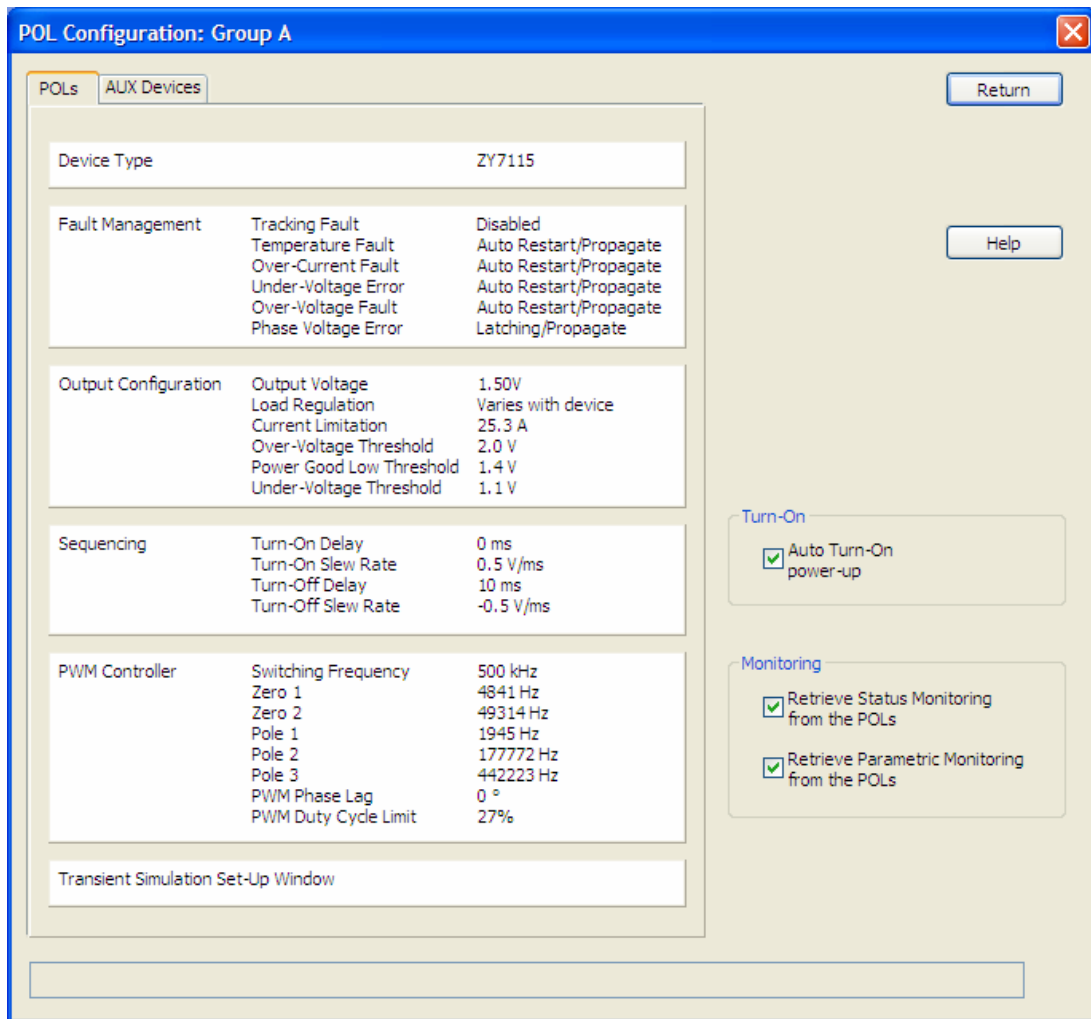 POL Configuration: Group A
POLs
AUX Devices
Return
Device Type ZY7115
Fault Management Tracking Fault Disabled
Temperature Fault Auto Restart/Propagate
Over-Current Fault Auto Restart/Propagate
Under-Voltage Error Auto Restart/Propagate
Over-Voltage Fault Auto Restart/Propagate
Phase Voltage Error Latching/Propagate
Help
Output Configuration Output Voltage 1.50V
Load Regulation Varies with device
Current Limitation 25.3 A
Over-Voltage Threshold 2.0 V
Power Good Low Threshold 1.4 V
Under-Voltage Threshold 1.1 V
Sequencing Turn-On Delay 0 ms
Turn-On Slew Rate 0.5 V/ms
Turn-Off Delay 10 ms
Turn-Off Slew Rate -0.5 V/ms
Turn-On
Auto Turn-On
power-up
PWM Controller Switching Frequency 500 kHz
Zero 1 4841 Hz
Zero 2 49314 Hz
Pole 1 1945 Hz
Pole 2 177772 Hz
Pole 3 442223 Hz
PWM Phase Lag 0 °
PWM Duty Cycle Limit 27%
Monitoring
Retrieve Status Monitoring
from the POLs
Retrieve Parametric Monitoring
from the POLs
Transient Simulation Set-Up Window